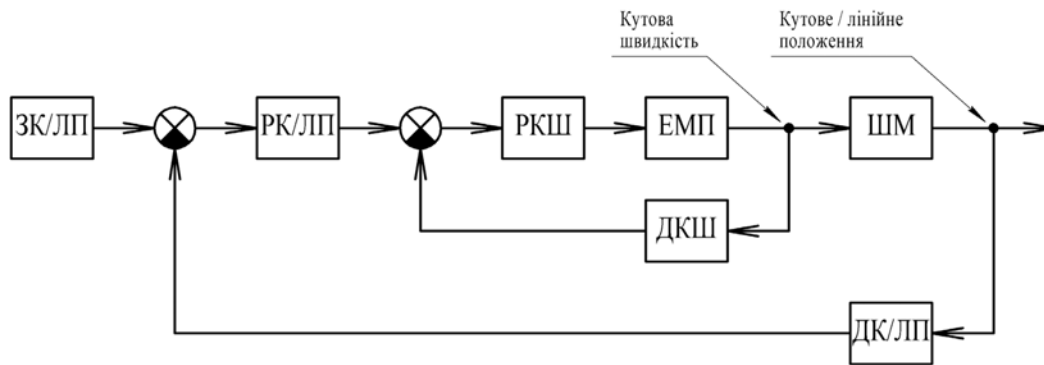 Кутова
швидкість
Кутове / лінійне
положення
ЗК/ЛП
РК/ЛП
РКШ
ЕМП
ШМ
ДКШ
ДК/ЛП